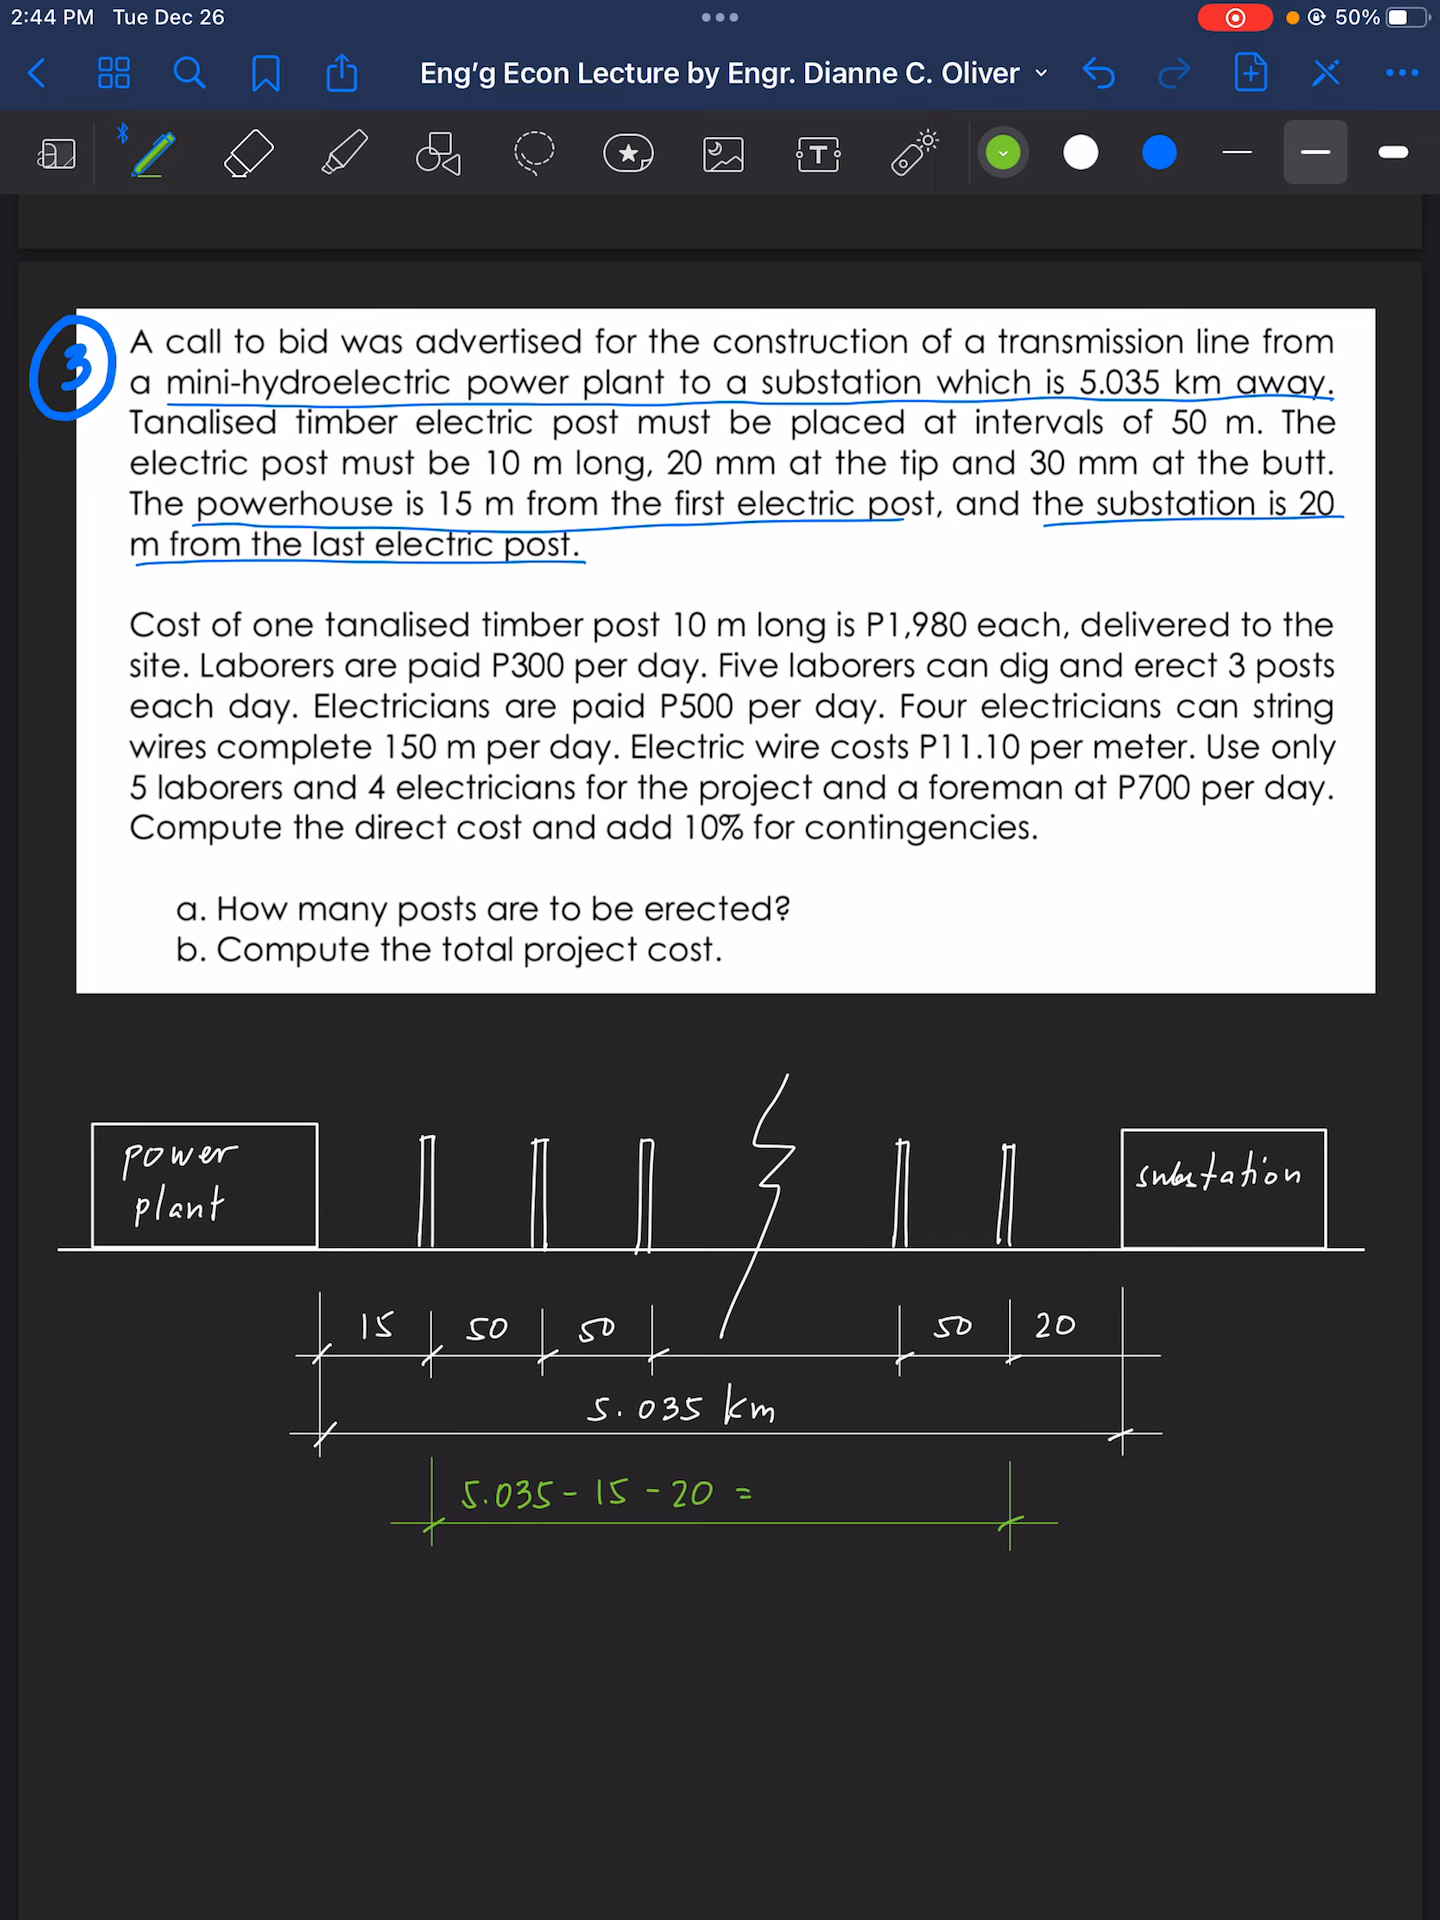 2:44 PM Tue Dec 26
50%
Eng'g Econ Lecture by Engr. Dianne C. Oliver
3
A call to bid was advertised for the construction of a transmission line from
a mini-hydroelectric power plant to a substation which is 5.035 km away.
Tanalised timber electric post must be placed at intervals of 50 m. The
electric post must be 10 m long, 20 mm at the tip and 30 mm at the butt.
The powerhouse is 15 m from the first electric post, and the substation is 20
m from the last electric post.
Cost of one tanalised timber post 10 m long is P1,980 each, delivered to the
site. Laborers are paid P300 per day. Five laborers can dig and erect 3 posts
each day. Electricians are paid P500 per day. Four electricians can string
wires complete 150 m per day. Electric wire costs P11.10 per meter. Use only
5 laborers and 4 electricians for the project and a foreman at P700 per day.
Compute the direct cost and add 10% for contingencies.
a. How many posts are to be erected?
b. Compute the total project cost.
power
plant
substation
15 50 50 50 20
5.035 km
5.035 - 15 - 20 =